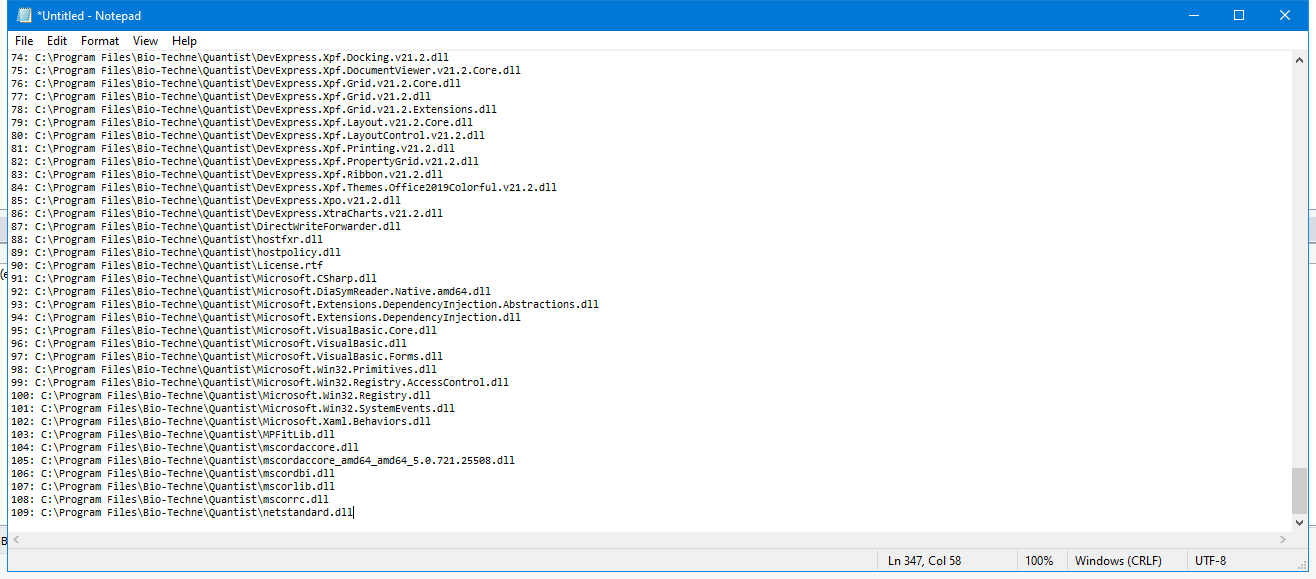 *Untitled - Notepad
File Edit Format View Help
74: C:\Program Files\Bio-Techne\Quantist\DevExpress.Xpf.Docking.v21.2.dll
75: C:\Program Files\Bio-Techne\Quantist\DevExpress.Xpf.DocumentViewer.v21.2.Core.dll
76: C:\Program Files\Bio-Techne\Quantist\DevExpress.Xpf.Grid.v21.2.Core.dll
77: C:\Program Files\Bio-Techne\Quantist\DevExpress.Xpf.Grid.v21.2.dll
78: C:\Program Files\Bio-Techne\Quantist\DevExpress.Xpf.Grid.v21.2.Extensions.dll
79: C:\Program Files\Bio-Techne\Quantist\DevExpress.Xpf.Layout.v21.2.Core.dll
80: C:\Program Files\Bio-Techne\Quantist\DevExpress.Xpf.LayoutControl.v21.2.dll
81: C:\Program Files\Bio-Techne\Quantist\DevExpress.Xpf.Printing.v21.2.dll
82: C:\Program Files\Bio-Techne\Quantist\DevExpress.Xpf.PropertyGrid.v21.2.dll
83: C:\Program Files\Bio-Techne\Quantist\DevExpress.Xpf.Ribbon.v21.2.dll
84: C:\Program Files\Bio-Techne\Quantist\DevExpress.Xpf.Themes.Office2019Colorful.v21.2.dll
85: C:\Program Files\Bio-Techne\Quantist\DevExpress.Xpo.v21.2.dll
86: C:\Program Files\Bio-Techne\Quantist\DevExpress.XtraCharts.v21.2.dll
87: C:\Program Files\Bio-Techne\Quantist\DirectWriteForwarder.dll
88: C:\Program Files\Bio-Techne\Quantist\hostfxr.dll
89: C:\Program Files\Bio-Techne\Quantist\hostpolicy.dll
90: C:\Program Files\Bio-Techne\Quantist\License.rtf
91: C:\Program Files\Bio-Techne\Quantist\Microsoft.CSharp.dll
92: C:\Program Files\Bio-Techne\Quantist\Microsoft.DiaSymReader.Native.amd64.dll
93: C:\Program Files\Bio-Techne\Quantist\Microsoft.Extensions.DependencyInjection.Abstractions.dll
94: C:\Program Files\Bio-Techne\Quantist\Microsoft.Extensions.DependencyInjection.dll
95: C:\Program Files\Bio-Techne\Quantist\Microsoft.VisualBasic.Core.dll
96: C:\Program Files\Bio-Techne\Quantist\Microsoft.VisualBasic.dll
97: C:\Program Files\Bio-Techne\Quantist\Microsoft.VisualBasic.Forms.dll
98: C:\Program Files\Bio-Techne\Quantist\Microsoft.Win32.Primitives.dll
99: C:\Program Files\Bio-Techne\Quantist\Microsoft.Win32.Registry.AccessControl.dll
100: C:\Program Files\Bio-Techne\Quantist\Microsoft.Win32.Registry.dll
101: C:\Program Files\Bio-Techne\Quantist\Microsoft.Win32.SystemEvents.dll
102: C:\Program Files\Bio-Techne\Quantist\Microsoft.Xaml.Behaviors.dll
103: C:\Program Files\Bio-Techne\Quantist\MPFitLib.dll
104: C:\Program Files\Bio-Techne\Quantist\mscordaccore.dll
105: C:\Program Files\Bio-Techne\Quantist\mscordaccore_amd64_amd64_5.0.721.25508.dll
106: C:\Program Files\Bio-Techne\Quantist\mscordbi.dll
107: C:\Program Files\Bio-Techne\Quantist\mscorlib.dll
108: C:\Program Files\Bio-Techne\Quantist\mscorrc.dll
109: C:\Program Files\Bio-Techne\Quantist\netstandard.dll
Ln 347, Col 58 100% Windows (CRLF) UTF-8